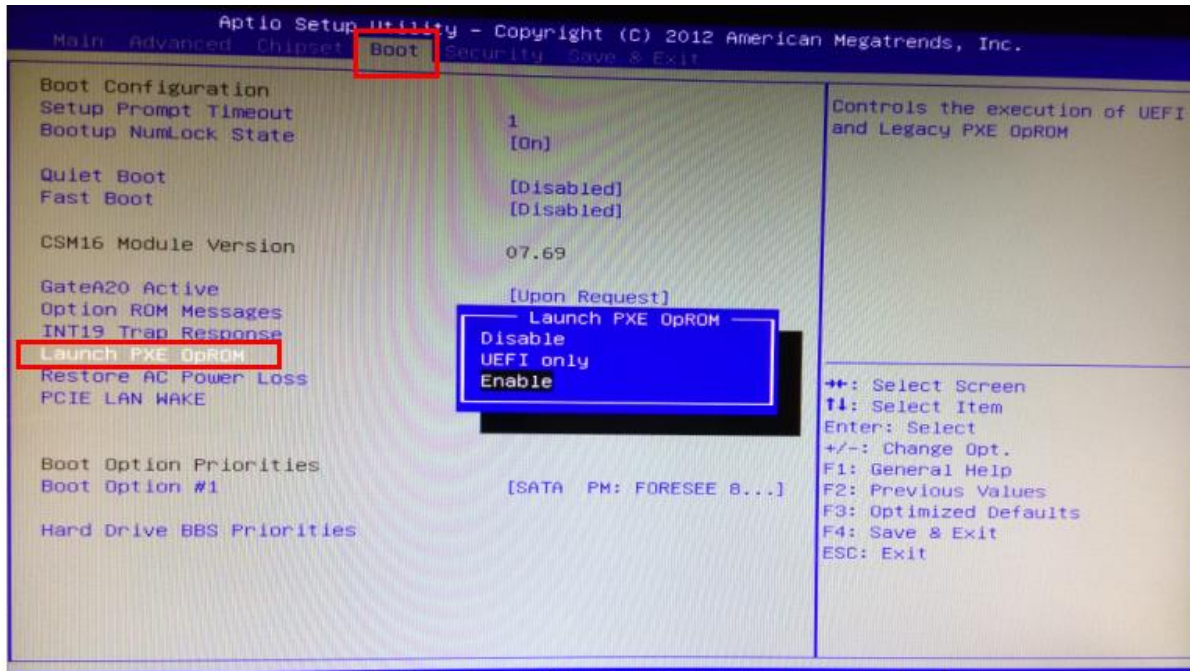 Aptio Setup Utility – Copyright (C) 2012 American Megatrends, Inc.
Main Advanced Chipset Boot Security Save & Exit
Boot Configuration
Setup Prompt Timeout 1
Bootup NumLock State [On]
Quiet Boot [Disabled]
Fast Boot [Disabled]
CSM16 Module Version 07.69
GateA20 Active [Upon Request]
Option ROM Messages
INT19 Trap Response
Launch PXE OpROM
Restore AC Power Loss
PCIE LAN WAKE
Boot Option Priorities
Boot Option #1 [SATA PM: FORESEE 8...]
Hard Drive BBS Priorities
Launch PXE OpROM
Disable
UEFI only
Enable
Controls the execution of UEFI
and Legacy PXE OpROM
→←: Select Screen
↑↓: Select Item
Enter: Select
+/-: Change Opt.
F1: General Help
F2: Previous Values
F3: Optimized Defaults
F4: Save & Exit
ESC: Exit